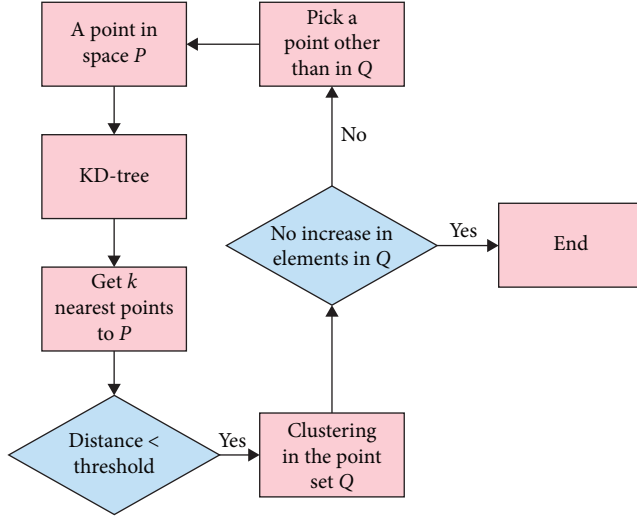 A point in
space P
Pick a
point other
than in Q
No
KD-tree
No increase in
elements in Q
Yes
End
Get k
nearest points
to P
Distance <
threshold
Yes
Clustering
in the point
set Q